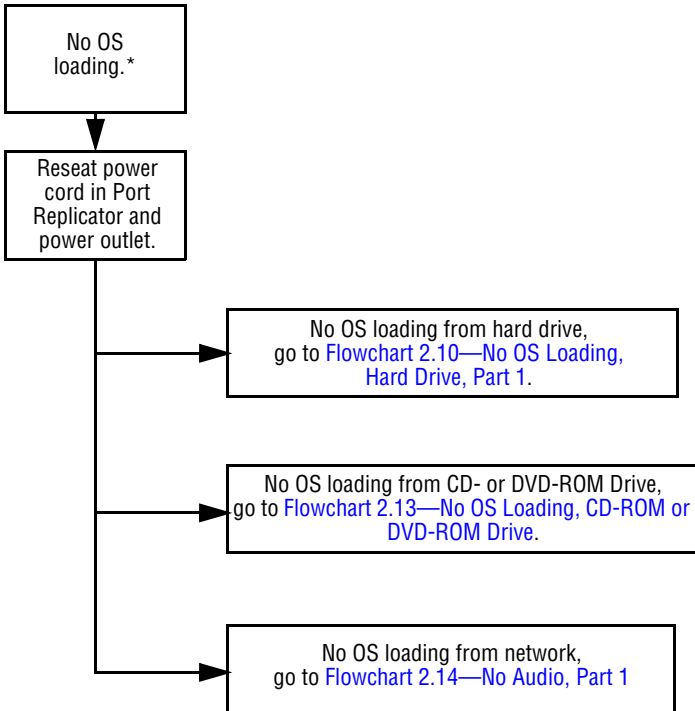 No OS
loading.*
Reseat power
cord in Port
Replicator and
power outlet.
No OS loading from hard drive,
go to Flowchart 2.10—No OS Loading,
Hard Drive, Part 1.
No OS loading from CD- or DVD-ROM Drive,
go to Flowchart 2.13—No OS Loading, CD-ROM or
DVD-ROM Drive.
No OS loading from network,
go to Flowchart 2.14—No Audio, Part 1